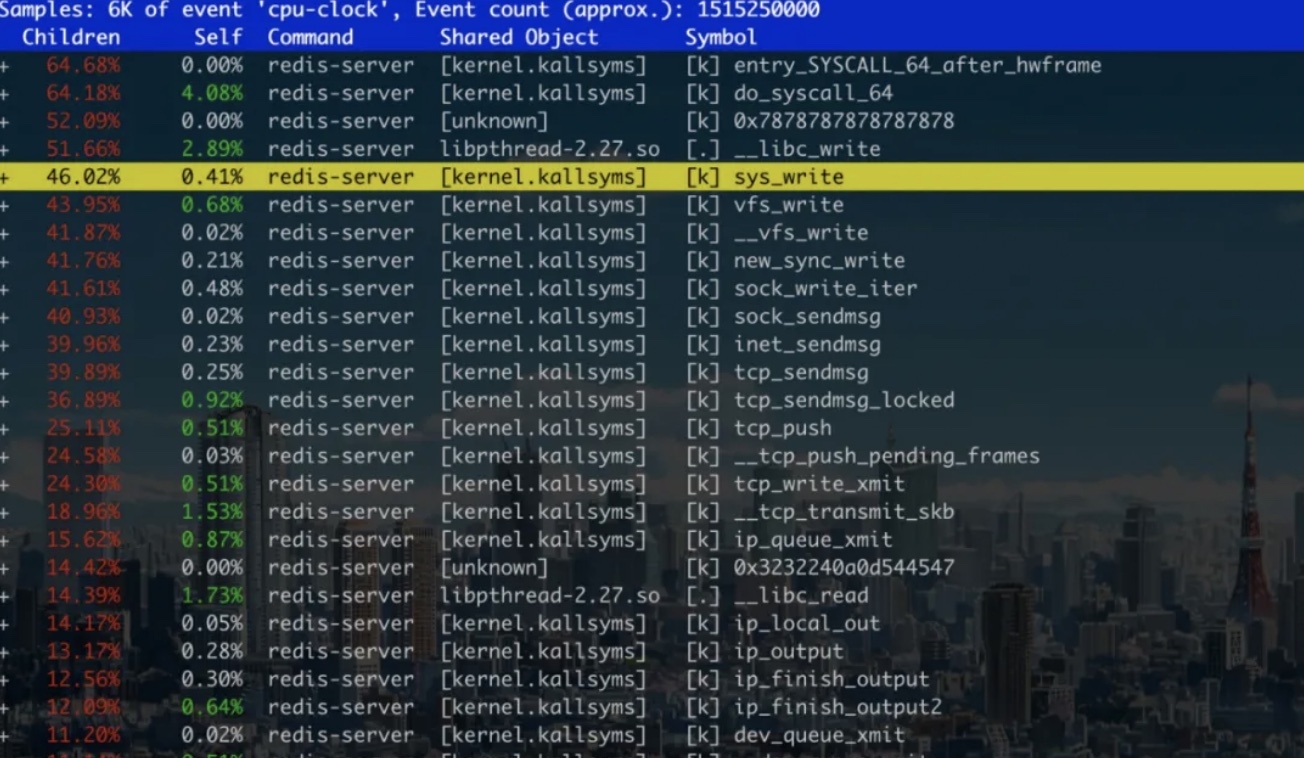 Samples: 6K of event 'cpu-clock', Event count (approx.): 1515250000
Children Self Command Shared Object Symbol
+ 64.68% 0.00% redis-server [kernel.kallsyms] [k] entry_SYSCALL_64_after_hwframe
+ 64.18% 4.08% redis-server [kernel.kallsyms] [k] do_syscall_64
+ 52.09% 0.00% redis-server [unknown] [k] 0x7878787878787878
+ 51.66% 2.89% redis-server libpthread-2.27.so [.] __libc_write
+ 46.02% 0.41% redis-server [kernel.kallsyms] [k] sys_write
+ 43.95% 0.68% redis-server [kernel.kallsyms] [k] vfs_write
+ 41.87% 0.02% redis-server [kernel.kallsyms] [k] __vfs_write
+ 41.76% 0.21% redis-server [kernel.kallsyms] [k] new_sync_write
+ 41.61% 0.48% redis-server [kernel.kallsyms] [k] sock_write_iter
+ 40.93% 0.02% redis-server [kernel.kallsyms] [k] sock_sendmsg
+ 39.96% 0.23% redis-server [kernel.kallsyms] [k] inet_sendmsg
+ 39.89% 0.25% redis-server [kernel.kallsyms] [k] tcp_sendmsg
+ 36.89% 0.92% redis-server [kernel.kallsyms] [k] tcp_sendmsg_locked
+ 25.11% 0.51% redis-server [kernel.kallsyms] [k] tcp_push
+ 24.58% 0.03% redis-server [kernel.kallsyms] [k] __tcp_push_pending_frames
+ 24.30% 0.51% redis-server [kernel.kallsyms] [k] tcp_write_xmit
+ 18.96% 1.53% redis-server [kernel.kallsyms] [k] __tcp_transmit_skb
+ 15.62% 0.87% redis-server [kernel.kallsyms] [k] ip_queue_xmit
+ 14.42% 0.00% redis-server [unknown] [k] 0x3232240a0d544547
+ 14.39% 1.73% redis-server libpthread-2.27.so [.] __libc_read
+ 14.17% 0.05% redis-server [kernel.kallsyms] [k] ip_local_out
+ 13.17% 0.28% redis-server [kernel.kallsyms] [k] ip_output
+ 12.56% 0.30% redis-server [kernel.kallsyms] [k] ip_finish_output
+ 12.09% 0.64% redis-server [kernel.kallsyms] [k] ip_finish_output2
+ 11.20% 0.02% redis-server [kernel.kallsyms] [k] dev_queue_xmit